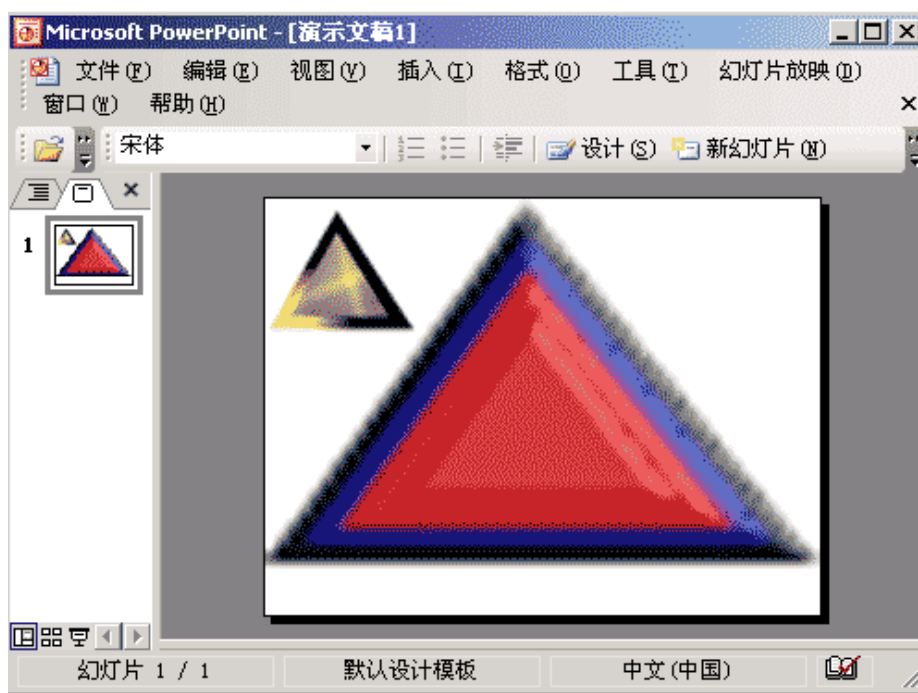 Microsoft PowerPoint - [演示文稿1]
文件(F) 编辑(E) 视图(V) 插入(I) 格式(O) 工具(T) 幻灯片放映(D)
窗口(W) 帮助(H)
宋体 设计(S) 新幻灯片(N)
1
幻灯片 1 / 1 默认设计模板 中文(中国)